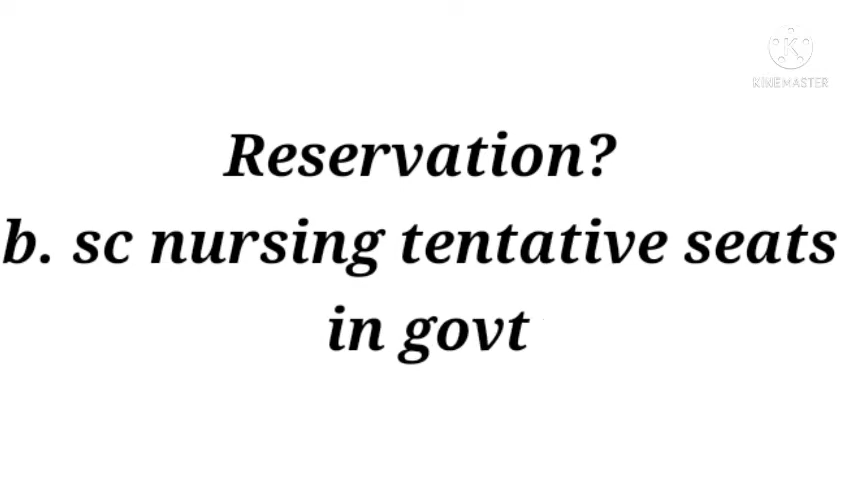 KINEMASTER
Reservation?
b. sc nursing tentative seats
in govt